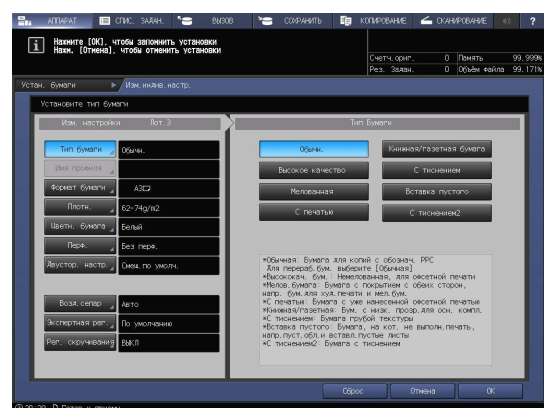 АППАРАТ
СПИС. ЗАДАН.
ВЫЗОВ
СОХРАНИТЬ
КОПИРОВАНИЕ
СКАНИРОВАНИЕ
?
Нажмите [OK], чтобы запомнить установки
Нажм. [Отмена], чтобы отменить установки
Счетч.ориг. 0 Память 99.999%
Рез. Задан. 0 Объём файла 99.171%
Устан. бумаги
Изм.индив.настр.
Установите тип бумаги
Изм. настройки Лот.3
Тип бумаги
Тип бумаги
Обычн.
Имя профиля
Формат бумаги
A3
Плотн.
62-74g/m2
Цветн. бумага
Белый
Перф.
Без перф.
Двустор. настр.
Смещ.по умолч.
Возд.сепар
Авто
Экспертная рег.
По умолчанию
Рег. скручивания
ВЫКЛ
Обычн.
Книжная/газетная бумага
Высокое качество
С тиснением
Мелованная
Вставка пустого
С печатью
С тиснением2
*Обычная: Бумага для копий с обознач. PPC
Для перераб.бум. выберите [Обычная]
*Высококач. бум.: Немелованная, для офсетной печати
*Мелов.бумага: Бумага с покрытием с обеих сторон,
напр. бум.для худ.печати и мел.бум.
*С печатью: Бумага с уже нанесенной офсетной печатью
*Книжная/газетная: Бум. с низк. прозр.для осн. компл.
*С тиснением: Бумага грубой текстуры
*Вставка пустого: Бумага, на кот. не выполн.печать,
напр.пуст.обл.и вставл.пустые листы
*С тиснением2: Бумага с тиснением
Сброс
Отмена
OK